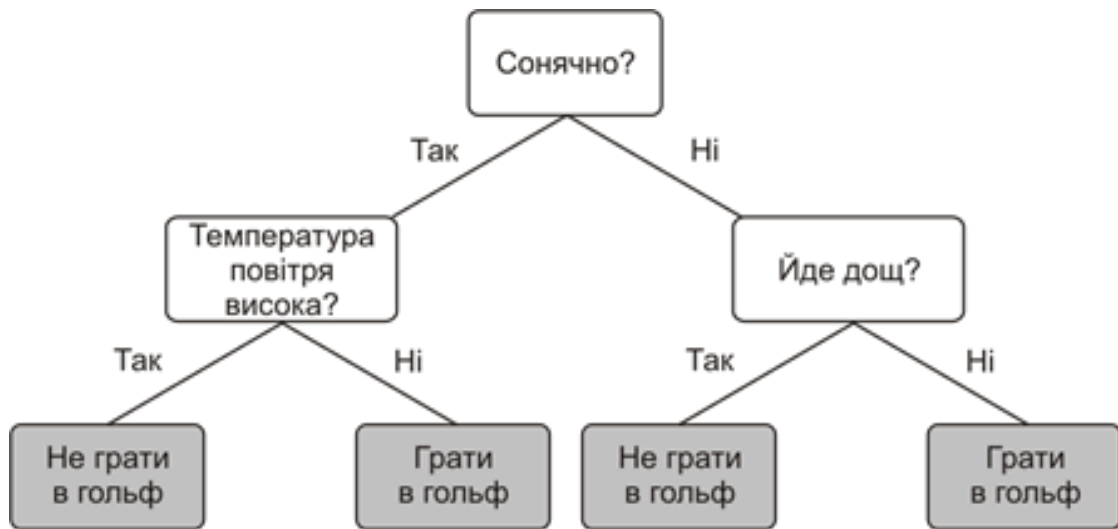 Сонячно?
Так
Ні
Температура
повітря
висока?
Йде дощ?
Так
Ні
Так
Ні
Не грати
в гольф
Грати
в гольф
Не грати
в гольф
Грати
в гольф